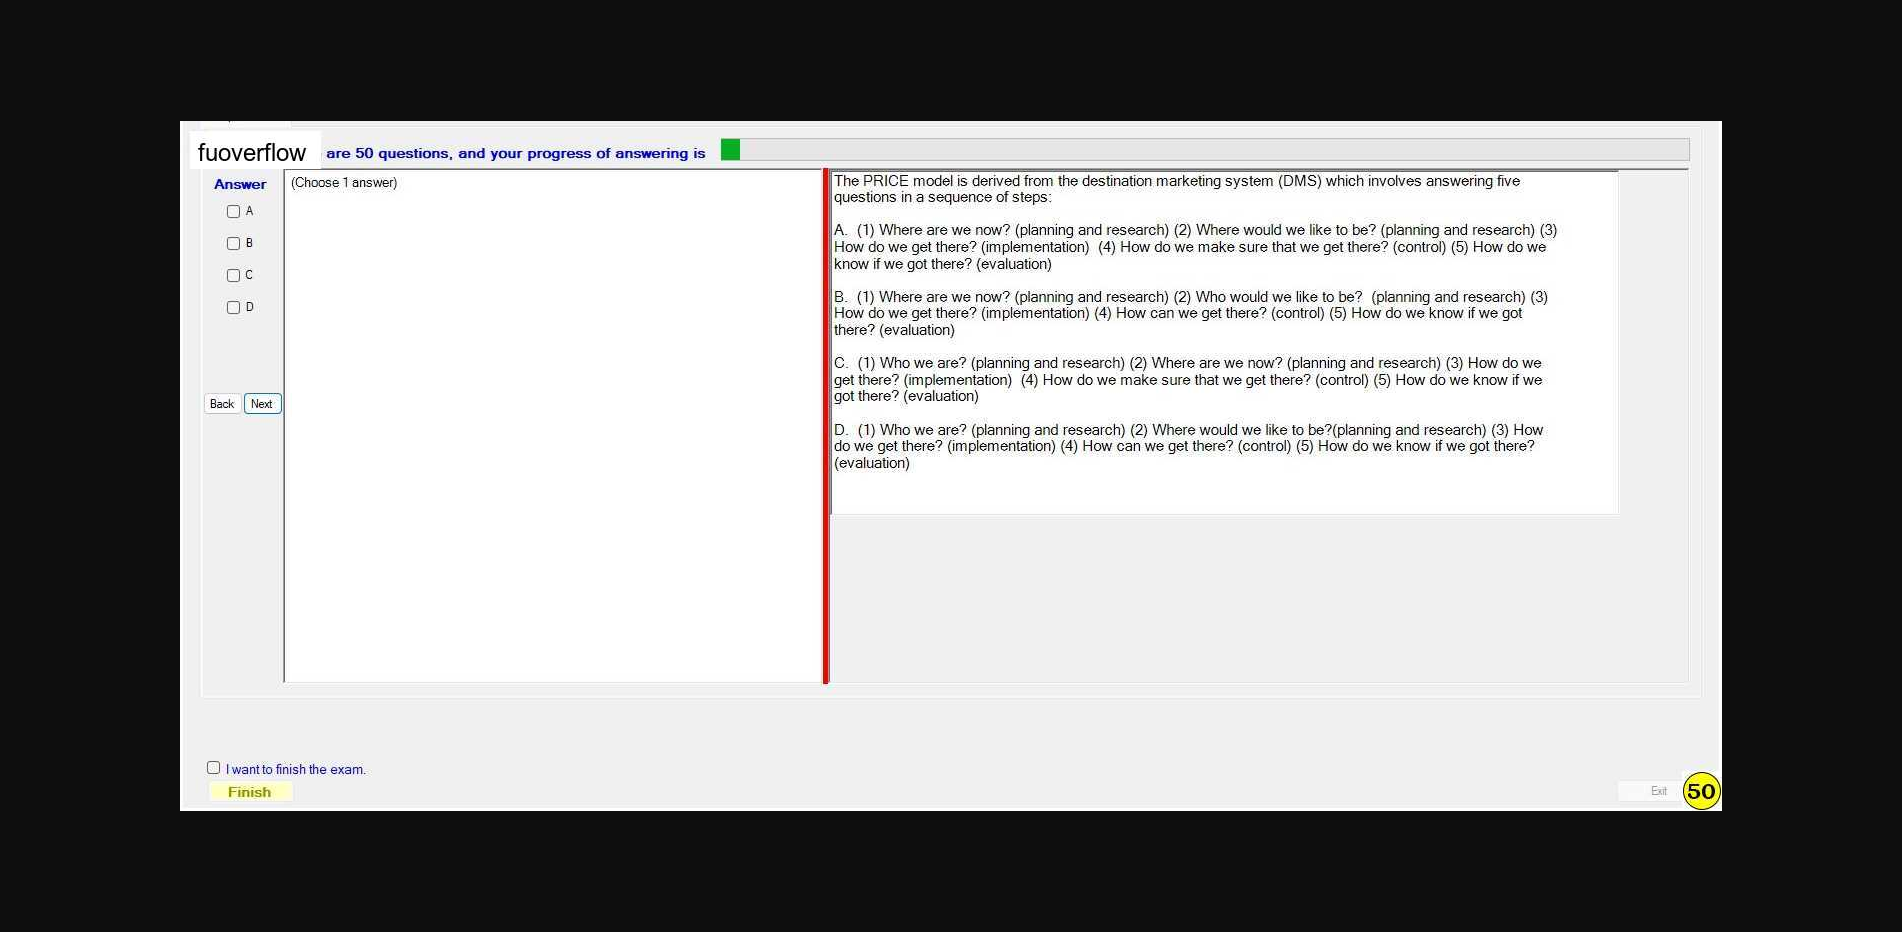 fuoverflow are 50 questions, and your progress of answering is
Answer
A
B
C
D
Back Next
(Choose 1 answer)
The PRICE model is derived from the destination marketing system (DMS) which involves answering five
questions in a sequence of steps:
A. (1) Where are we now? (planning and research) (2) Where would we like to be? (planning and research) (3)
How do we get there? (implementation) (4) How do we make sure that we get there? (control) (5) How do we
know if we got there? (evaluation)
B. (1) Where are we now? (planning and research) (2) Who would we like to be? (planning and research) (3)
How do we get there? (implementation) (4) How can we get there? (control) (5) How do we know if we got
there? (evaluation)
C. (1) Who we are? (planning and research) (2) Where are we now? (planning and research) (3) How do we
get there? (implementation) (4) How do we make sure that we get there? (control) (5) How do we know if we
got there? (evaluation)
D. (1) Who we are? (planning and research) (2) Where would we like to be?(planning and research) (3) How
do we get there? (implementation) (4) How can we get there? (control) (5) How do we know if we got there?
(evaluation)
I want to finish the exam.
Finish
Exit
50